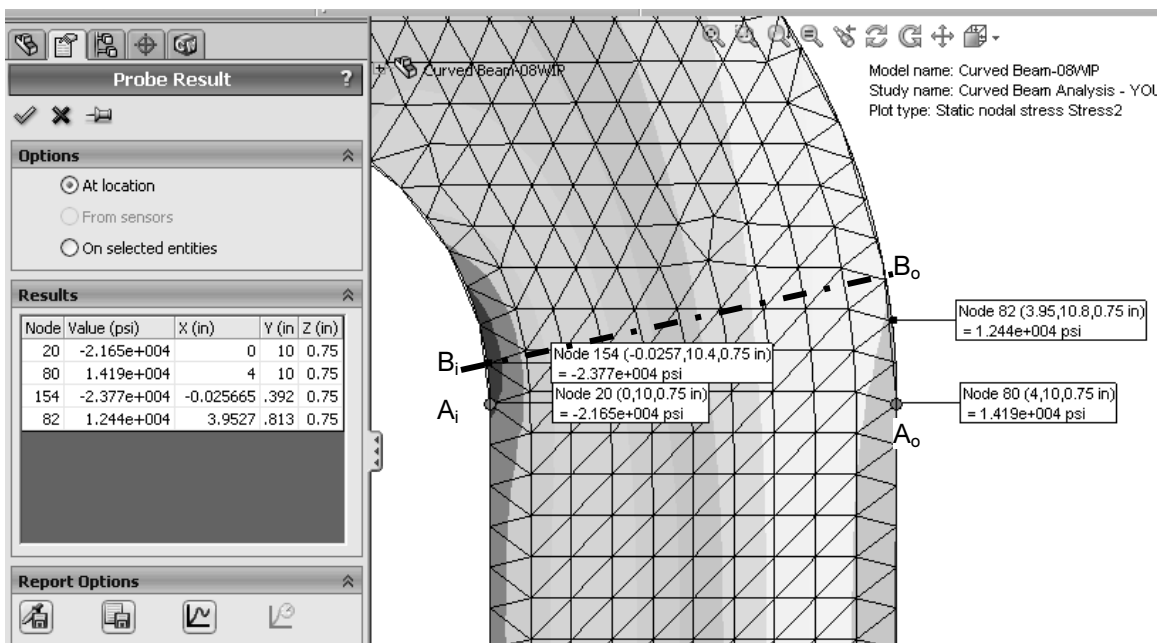 Probe Result ?
Options
At location
From sensors
On selected entities
Results
Node Value (psi) X (in) Y (in Z (in)
20 -2.165e+004 0 10 0.75
80 1.419e+004 4 10 0.75
154 -2.377e+004 -0.025665 .392 0.75
82 1.244e+004 3.9527 .813 0.75
Report Options
Curved Beam-08WIP
Model name: Curved Beam-08WIP
Study name: Curved Beam Analysis - YOU
Plot type: Static nodal stress Stress2
Bo
Node 82 (3.95,10.8,0.75 in)
= 1.244e+004 psi
Bi
Node 154 (-0.0257,10.4,0.75 in)
= -2.377e+004 psi
Ai
Node 20 (0,10,0.75 in)
= -2.165e+004 psi
Node 80 (4,10,0.75 in)
= 1.419e+004 psi
Ao